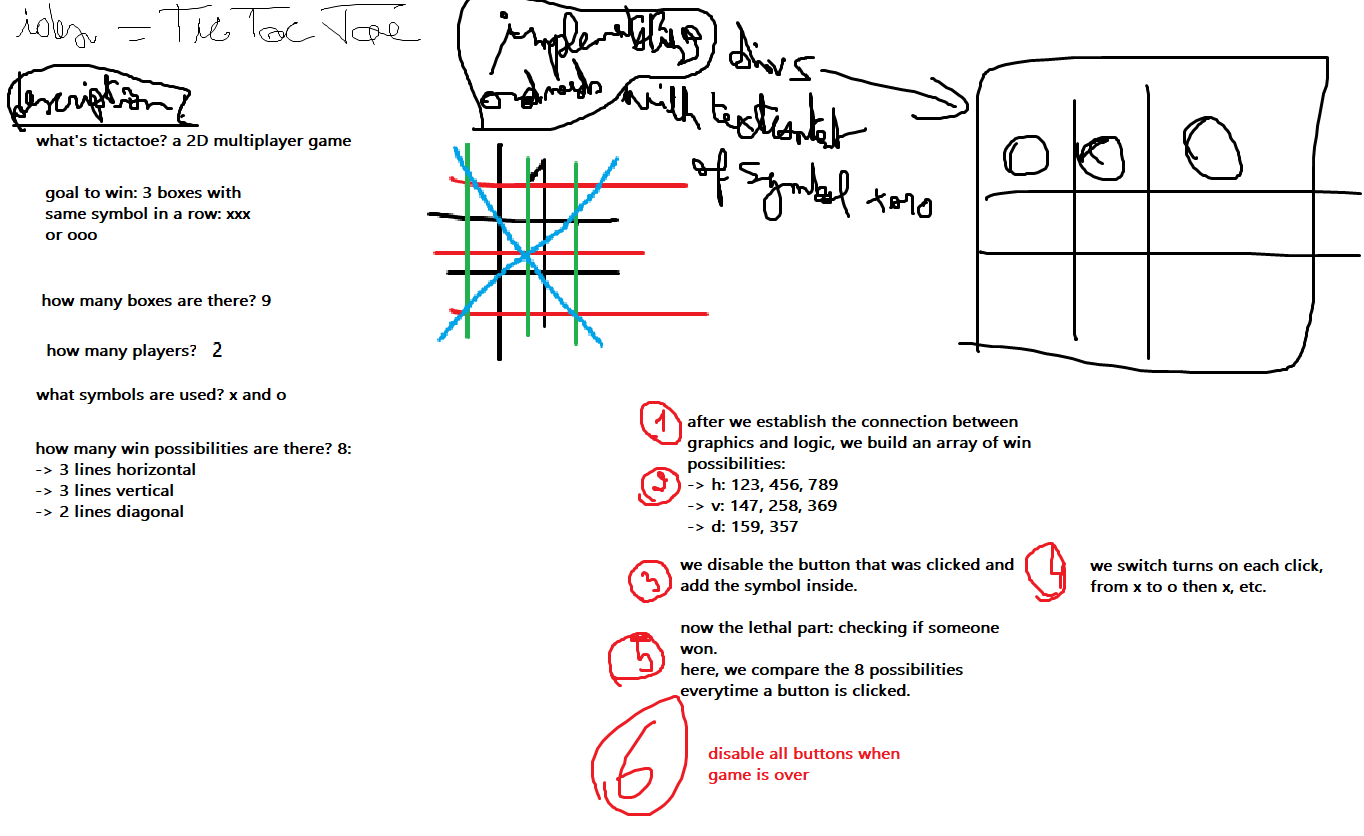 idea = Tic Tac Toe
description
what's tictactoe? a 2D multiplayer game
goal to win: 3 boxes with
same symbol in a row: xxx
or ooo
how many boxes are there? 9
how many players? 2
what symbols are used? x and o
how many win possibilities are there? 8:
-> 3 lines horizontal
-> 3 lines vertical
-> 2 lines diagonal
implementing
divs
will
of symbol x or o
1
after we establish the connection between
graphics and logic, we build an array of win
possibilities:
2
-> h: 123, 456, 789
-> v: 147, 258, 369
-> d: 159, 357
3
we disable the button that was clicked and
add the symbol inside.
4
we switch turns on each click,
from x to o then x, etc.
5
now the lethal part: checking if someone
won.
here, we compare the 8 possibilities
everytime a button is clicked.
6
disable all buttons when
game is over